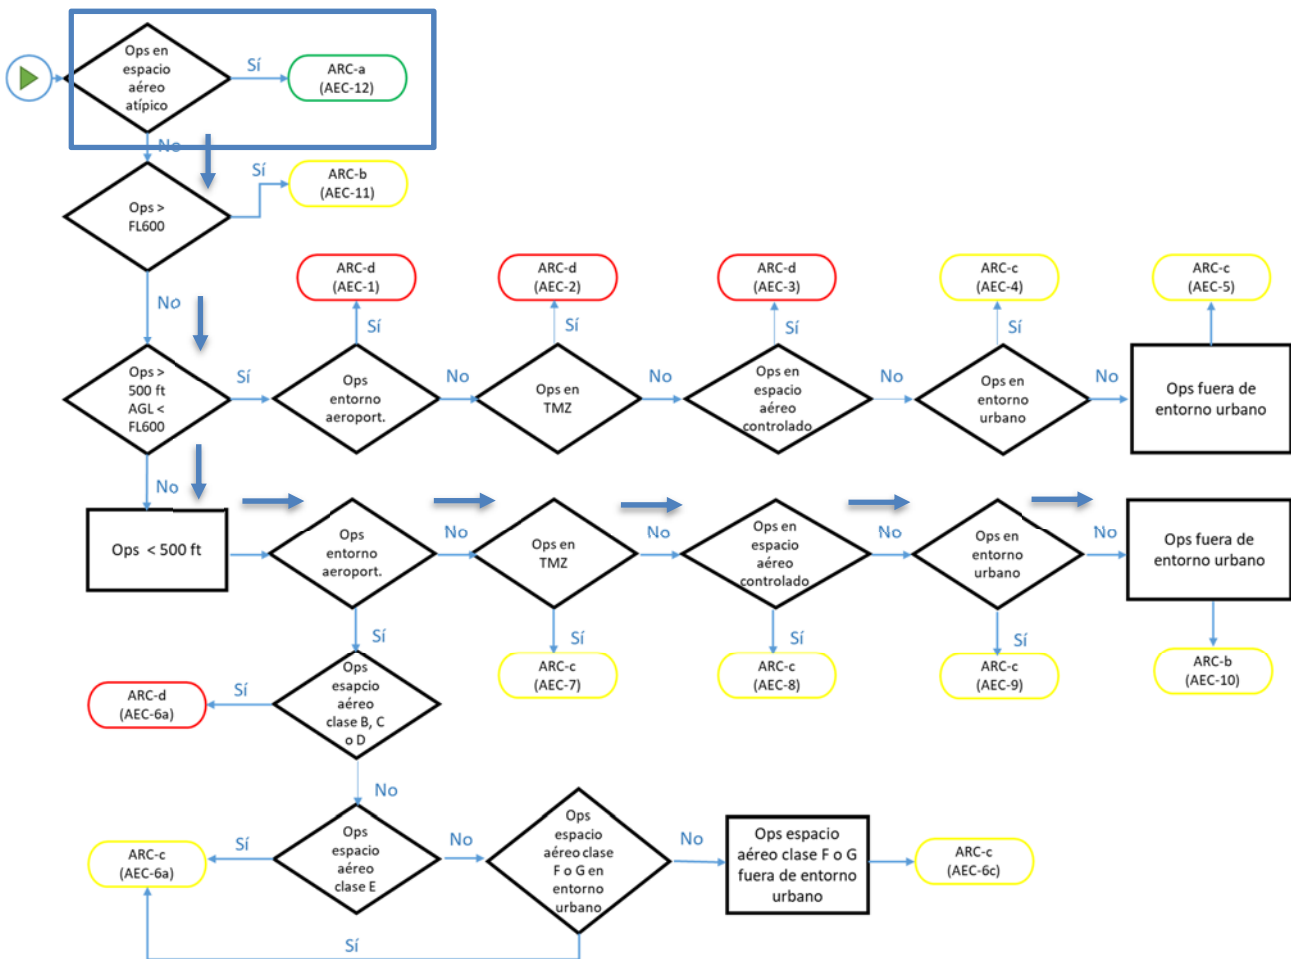 Ops en
espacio
aéreo
atípico
Sí
ARC-a
(AEC-12)
No
Ops >
FL600
Sí
ARC-b
(AEC-11)
No
Ops >
500 ft
AGL <
FL600
Sí
Ops
entorno
aeroport.
Sí
ARC-d
(AEC-1)
No
Ops en
TMZ
Sí
ARC-d
(AEC-2)
No
Ops en
espacio
aéreo
controlado
Sí
ARC-d
(AEC-3)
No
Ops en
entorno
urbano
Sí
ARC-c
(AEC-4)
No
Ops fuera de
entorno urbano
ARC-c
(AEC-5)
No
Ops < 500 ft
Ops
entorno
aeroport.
No
Ops en
TMZ
Sí
ARC-c
(AEC-7)
No
Ops en
espacio
aéreo
controlado
Sí
ARC-c
(AEC-8)
No
Ops en
entorno
urbano
Sí
ARC-c
(AEC-9)
No
Ops fuera de
entorno urbano
ARC-b
(AEC-10)
Sí
Ops
esapcio
aéreo
clase B, C
o D
Sí
ARC-d
(AEC-6a)
No
Ops
espacio
aéreo
clase E
Sí
ARC-c
(AEC-6a)
No
Ops
espacio
aéreo clase
F o G en
entorno
urbano
Sí
No
Ops espacio
aéreo clase F o G
fuera de entorno
urbano
ARC-c
(AEC-6c)